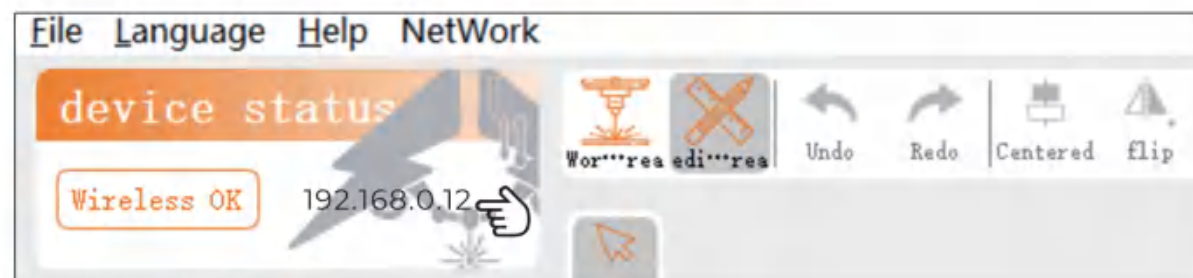 File Language Help NetWork
device status
Wor···rea edi···rea Undo Redo Centered flip
Wireless OK 192.168.0.12